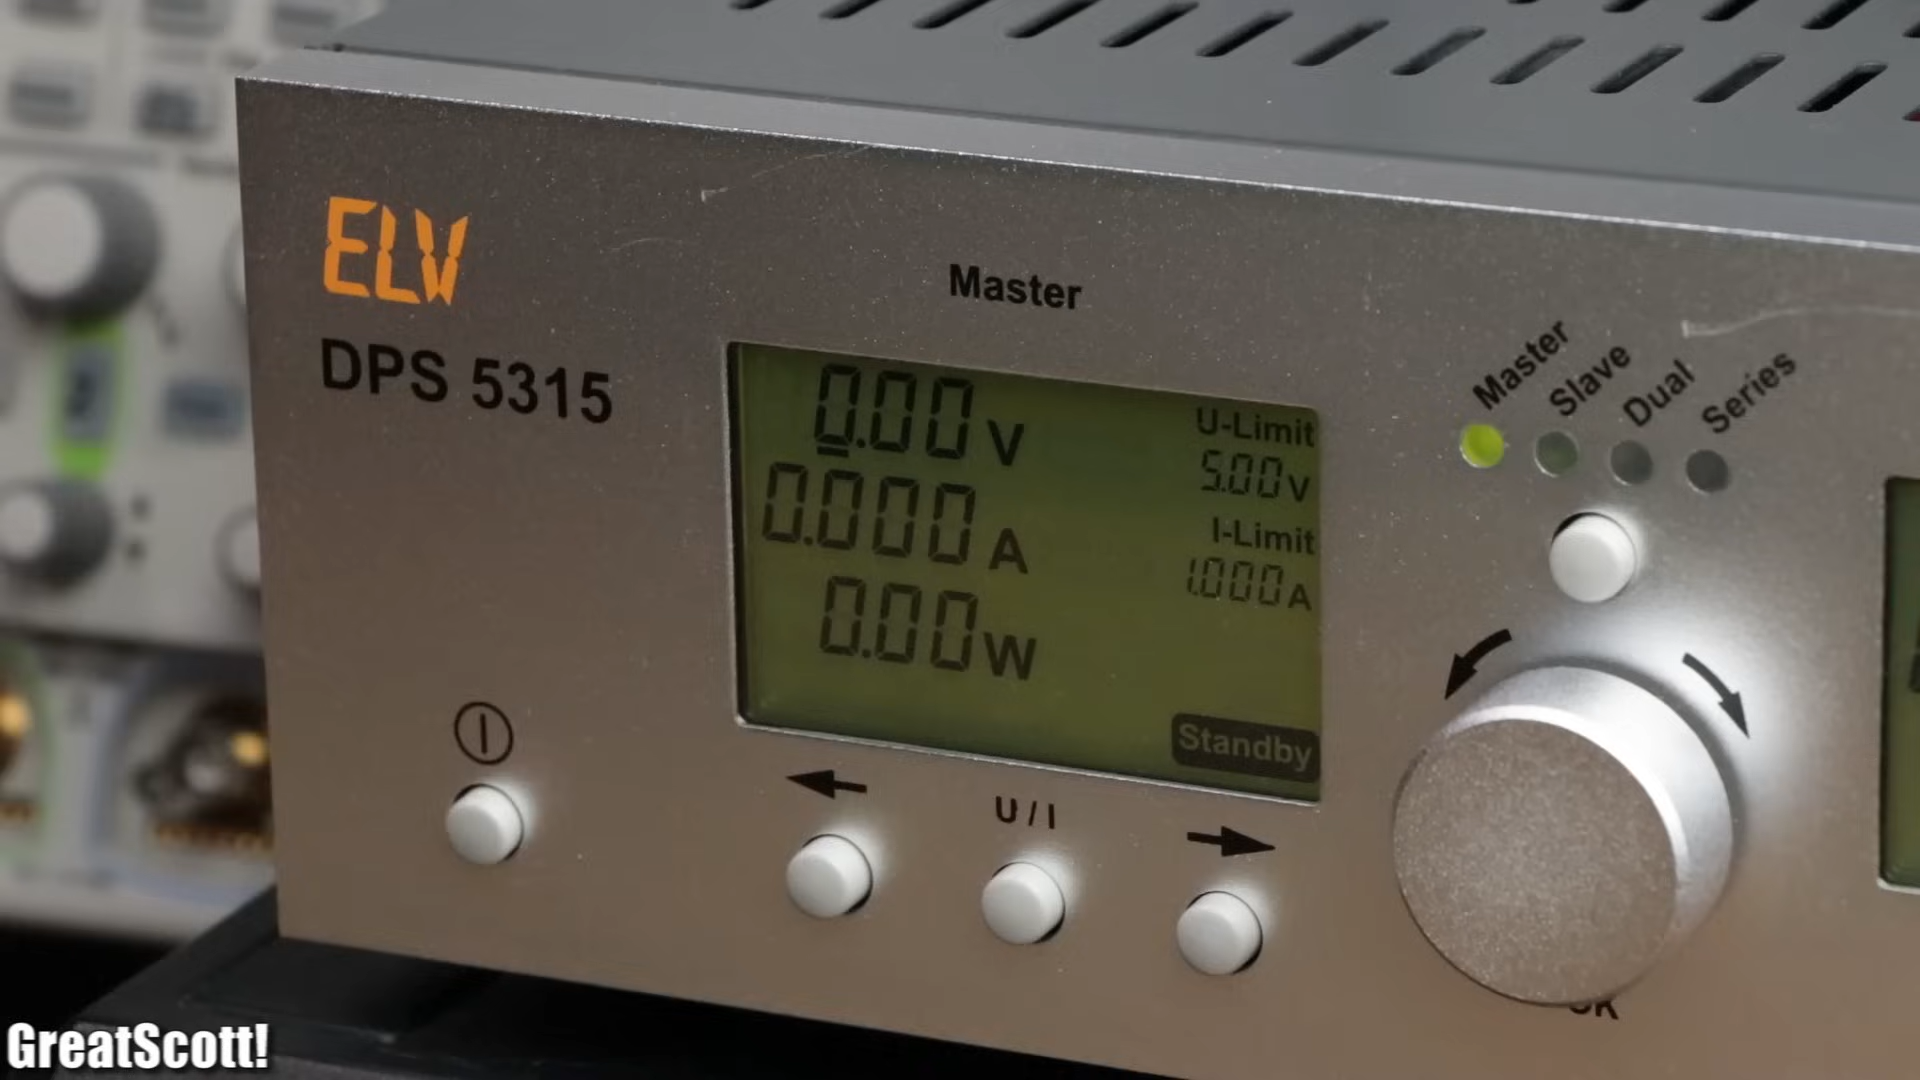 ELV
DPS 5315
Master
0.00 V
0.000 A
0.00 W
U-Limit
5.00 V
I-Limit
1.000 A
Standby
U / I
Master
Slave
Dual
Series
GreatScott!